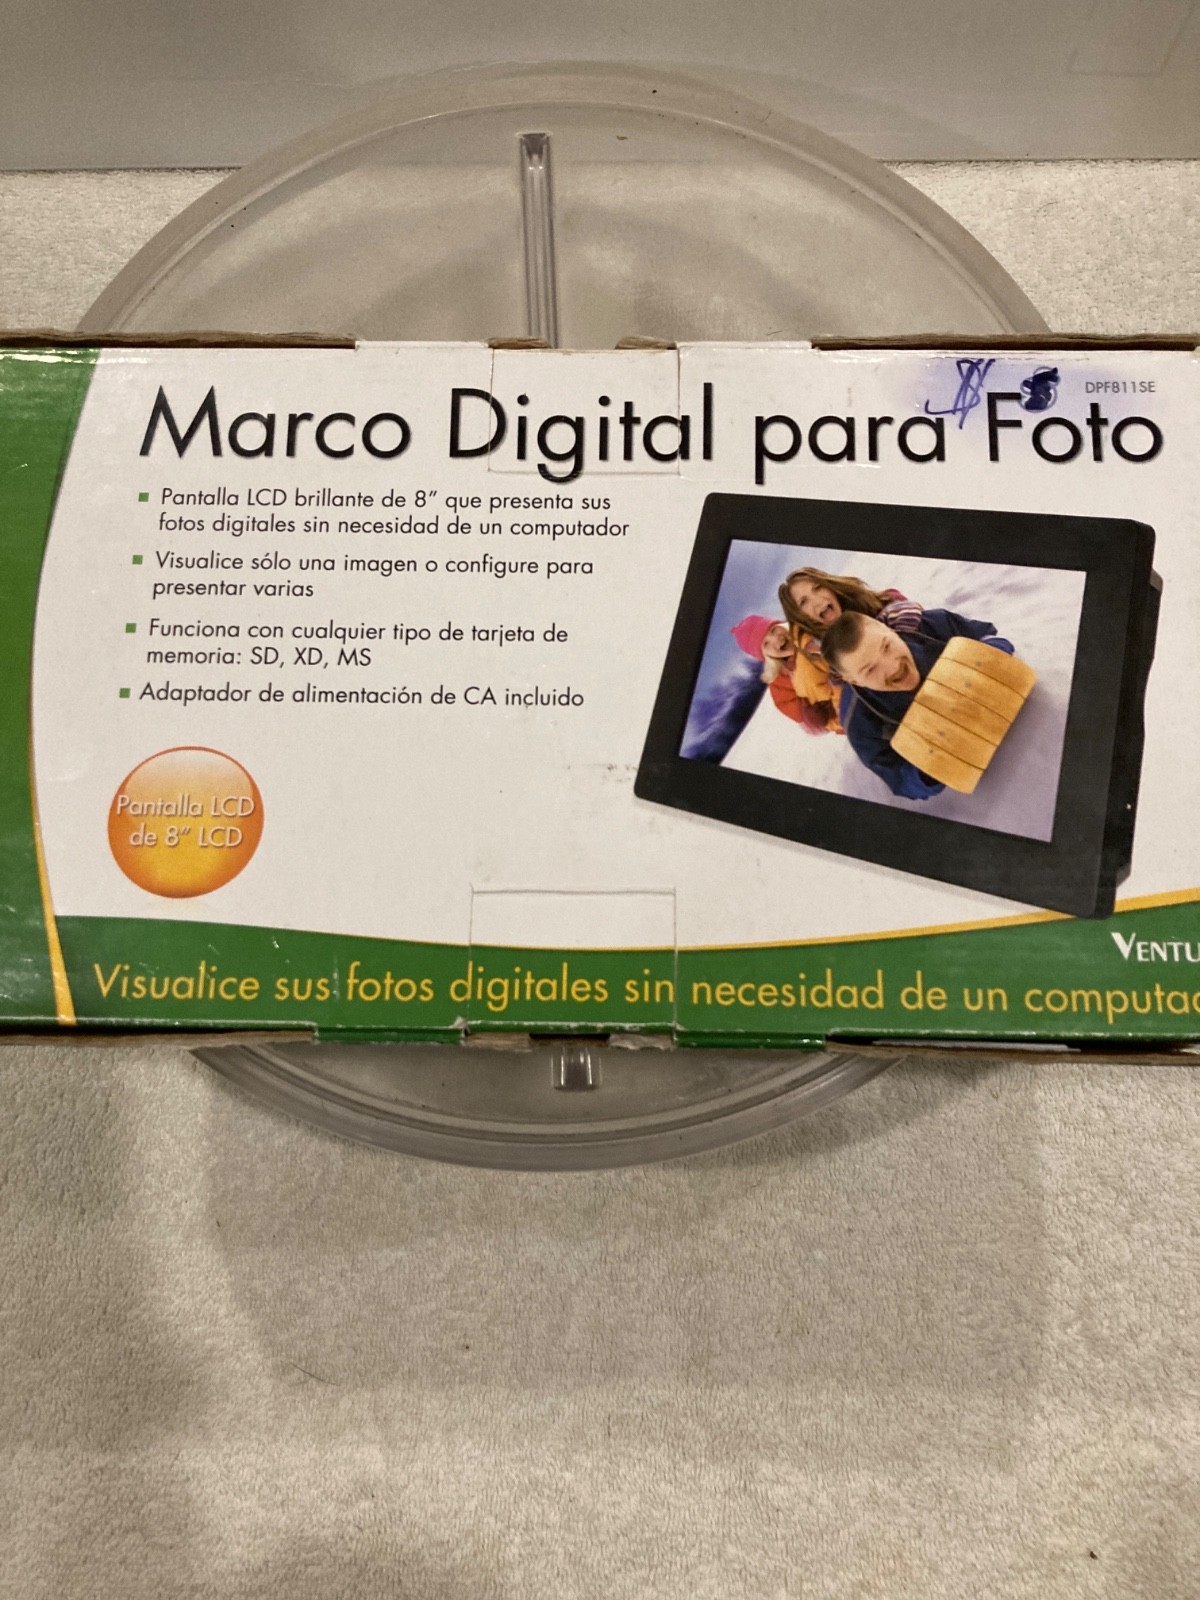 DPF811SE
Marco Digital para Foto
Pantalla LCD brillante de 8" que presenta sus
fotos digitales sin necesidad de un computador
Visualice sólo una imagen o configure para
presentar varias
Funciona con cualquier tipo de tarjeta de
memoria: SD, XD, MS
Adaptador de alimentación de CA incluido
Pantalla LCD
de 8" LCD
VENTU
Visualice sus fotos digitales sin necesidad de un computad